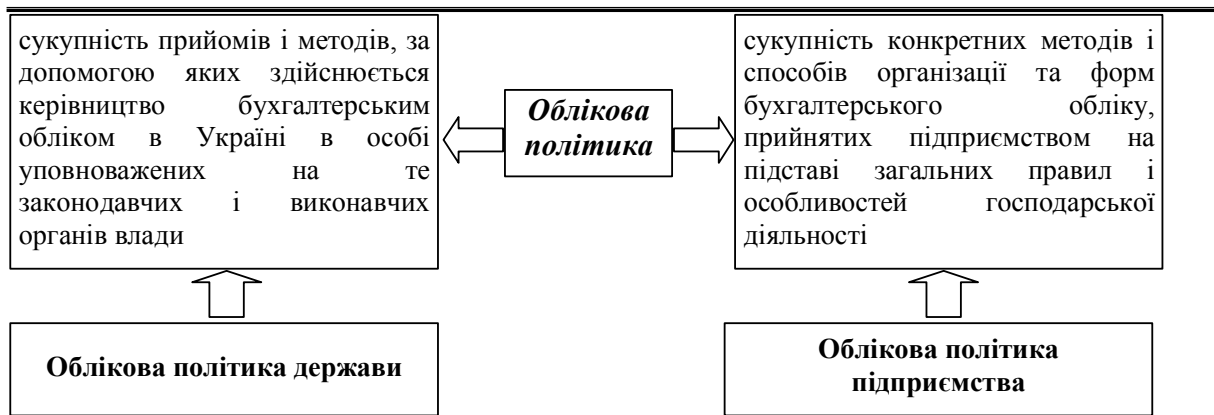 сукупність прийомів і методів, за
допомогою яких здійснюється
керівництво бухгалтерським
обліком в Україні в особі
уповноважених на те
законодавчих і виконавчих
органів влади
Облікова
політика
сукупність конкретних методів і
способів організації та форм
бухгалтерського обліку,
прийнятих підприємством на
підставі загальних правил і
особливостей господарської
діяльності
Облікова політика держави
Облікова політика
підприємства